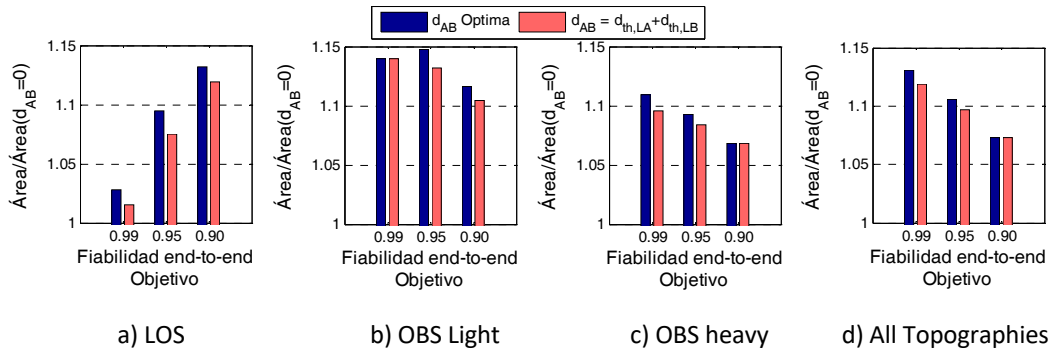 d_AB Optima
d_AB = d_th,LA+d_th,LB
Área/Área(d_AB=0)
1.15
1.1
1.05
1
0.99 0.95 0.90
Fiabilidad end-to-end
Objetivo
a) LOS
Área/Área(d_AB=0)
1.15
1.1
1.05
1
0.99 0.95 0.90
Fiabilidad end-to-end
Objetivo
b) OBS Light
Área/Área(d_AB=0)
1.15
1.1
1.05
1
0.99 0.95 0.90
Fiabilidad end-to-end
Objetivo
c) OBS heavy
Área/Área(d_AB=0)
1.15
1.1
1.05
1
0.99 0.95 0.90
Fiabilidad end-to-end
Objetivo
d) All Topographies